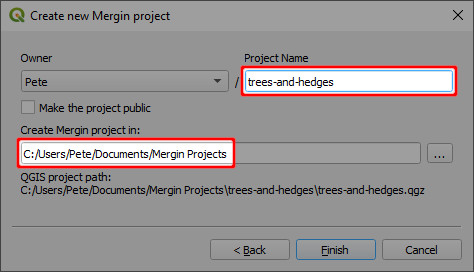 Create new Mergin project
Owner
Project Name
Pete
/
trees-and-hedges
Make the project public
Create Mergin project in:
C:/Users/Pete/Documents/Mergin Projects
...
QGIS project path:
C:/Users/Pete/Documents/Mergin Projects\trees-and-hedges\trees-and-hedges.qgz
< Back
Finish
Cancel